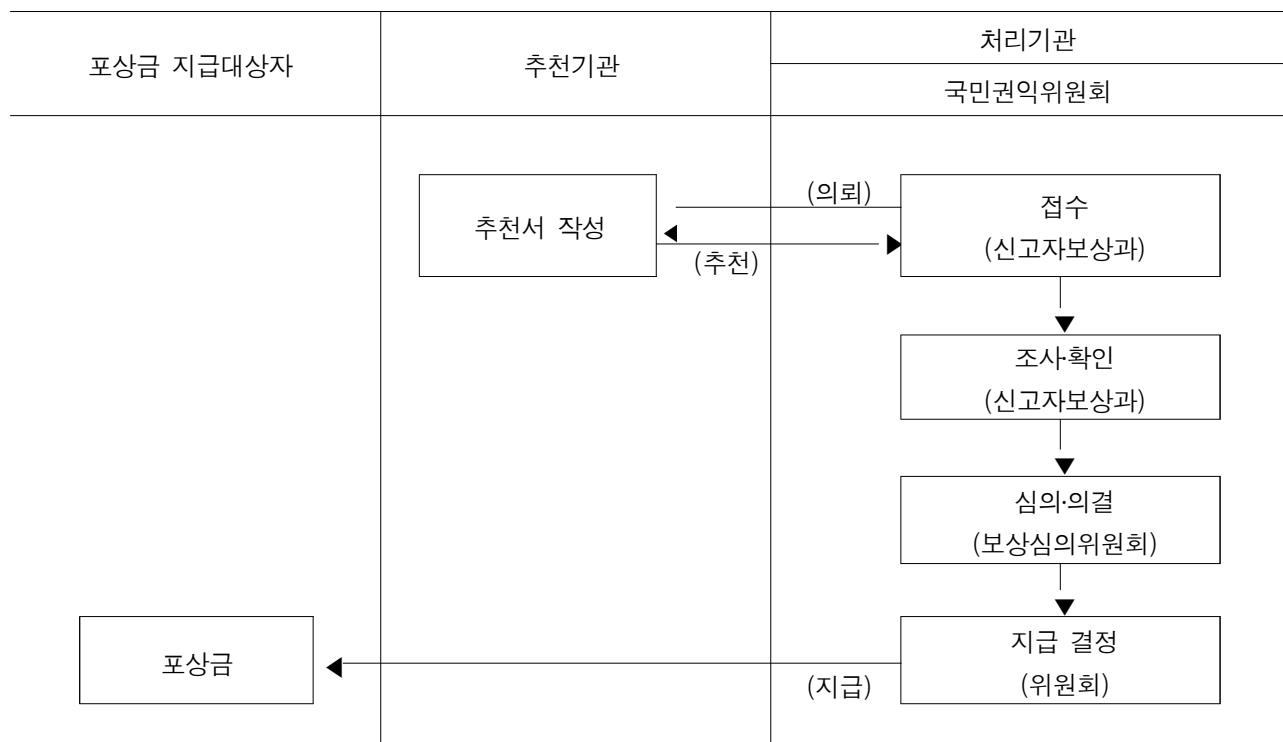 포상금 지급대상자
추천기관
처리기관
국민권익위원회
추천서 작성
(의뢰)
(추천)
접수
(신고자보상과)
조사·확인
(신고자보상과)
심의·의결
(보상심의위원회)
포상금
(지급)
지급 결정
(위원회)